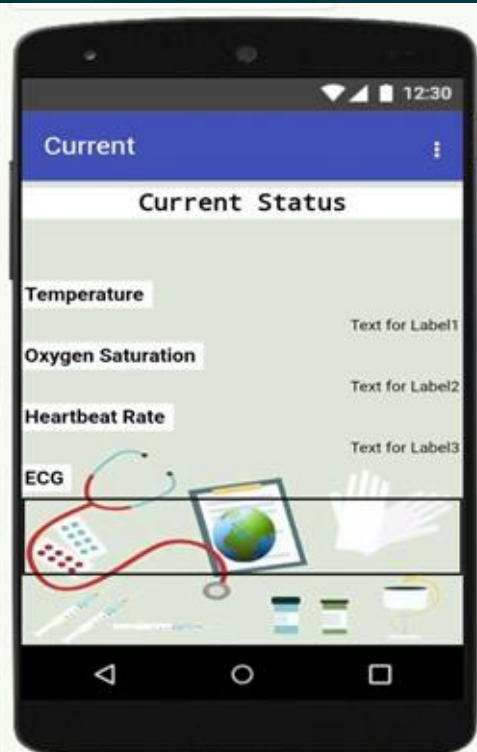 12:30
Current
Current Status
Temperature
Text for Label1
Oxygen Saturation
Text for Label2
Heartbeat Rate
Text for Label3
ECG